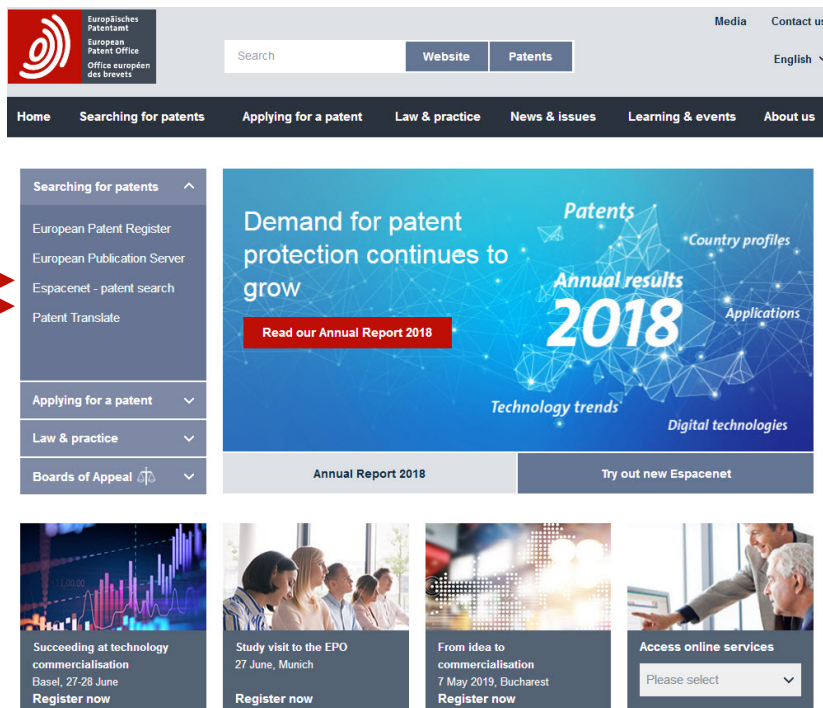 Europäisches
Patentamt
European
Patent Office
Office européen
des brevets
Media Contact us
Search Website Patents
English
Home Searching for patents Applying for a patent Law & practice News & issues Learning & events About us
Searching for patents
European Patent Register
European Publication Server
Espacenet - patent search
Patent Translate
Applying for a patent
Law & practice
Boards of Appeal
Demand for patent
protection continues to
grow
Read our Annual Report 2018
Patents
Country profiles
Annual results
2018
Applications
Technology trends
Digital technologies
Annual Report 2018 Try out new Espacenet
Succeeding at technology
commercialisation
Basel, 27-28 June
Register now
Study visit to the EPO
27 June, Munich
Register now
From idea to
commercialisation
7 May 2019, Bucharest
Register now
Access online services
Please select